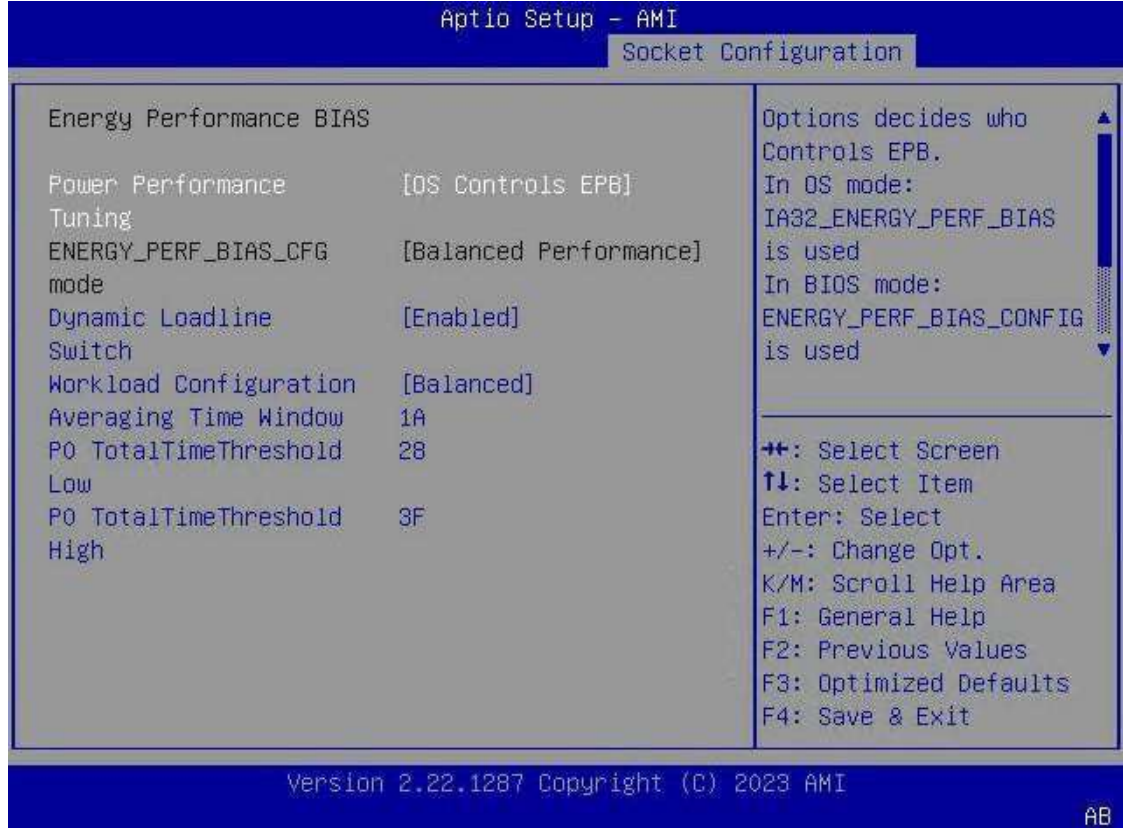 Aptio Setup – AMI
Socket Configuration
Energy Performance BIAS
Power Performance Tuning [OS Controls EPB]
ENERGY_PERF_BIAS_CFG mode [Balanced Performance]
Dynamic Loadline Switch [Enabled]
Workload Configuration [Balanced]
Averaging Time Window 1A
P0 TotalTimeThreshold Low 28
P0 TotalTimeThreshold High 3F
Options decides who
Controls EPB.
In OS mode:
IA32_ENERGY_PERF_BIAS
is used
In BIOS mode:
ENERGY_PERF_BIAS_CONFIG
is used
→←: Select Screen
↑↓: Select Item
Enter: Select
+/-: Change Opt.
K/M: Scroll Help Area
F1: General Help
F2: Previous Values
F3: Optimized Defaults
F4: Save & Exit
Version 2.22.1287 Copyright (C) 2023 AMI
AB